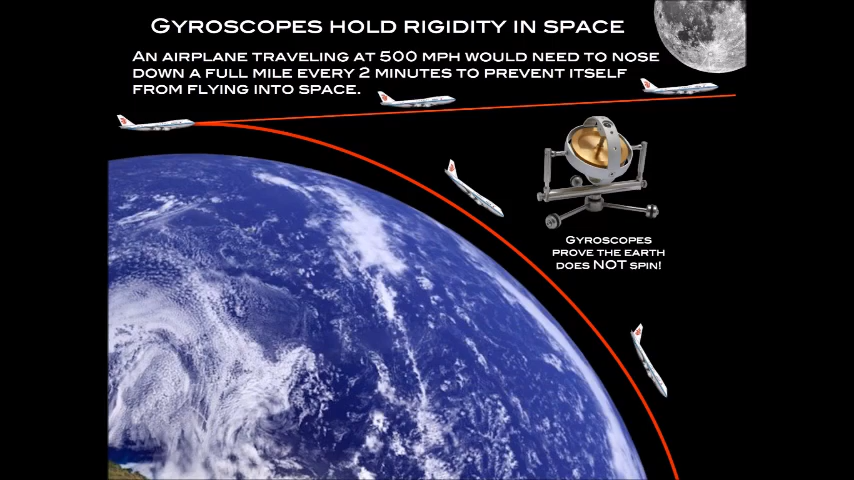 Gyroscopes hold rigidity in space
An airplane traveling at 500 mph would need to nose
down a full mile every 2 minutes to prevent itself
from flying into space.
Gyroscopes
prove the earth
does NOT spin!